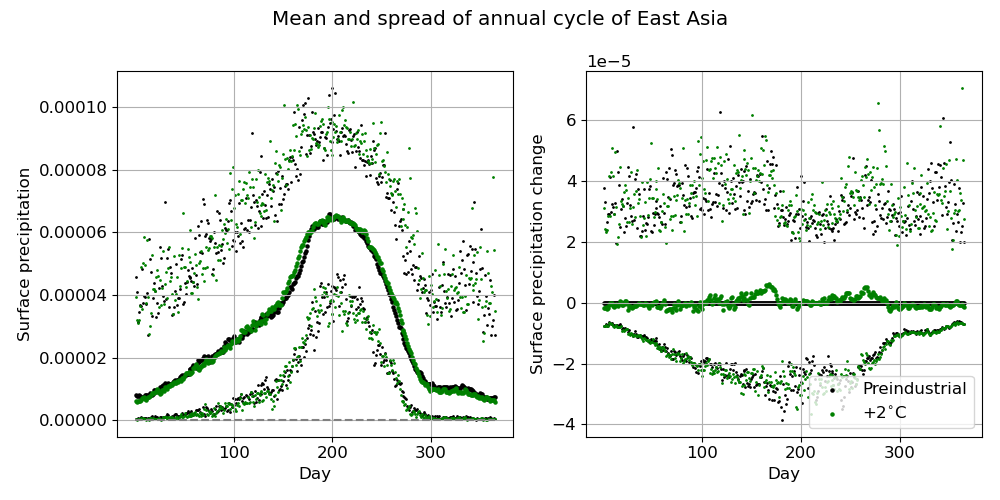 Mean and spread of annual cycle of East Asia
Surface precipitation
0.00010
0.00008
0.00006
0.00004
0.00002
0.00000
100
200
300
Day
1e−5
Surface precipitation change
6
4
2
0
−2
−4
100
200
300
Day
Preindustrial
+2°C